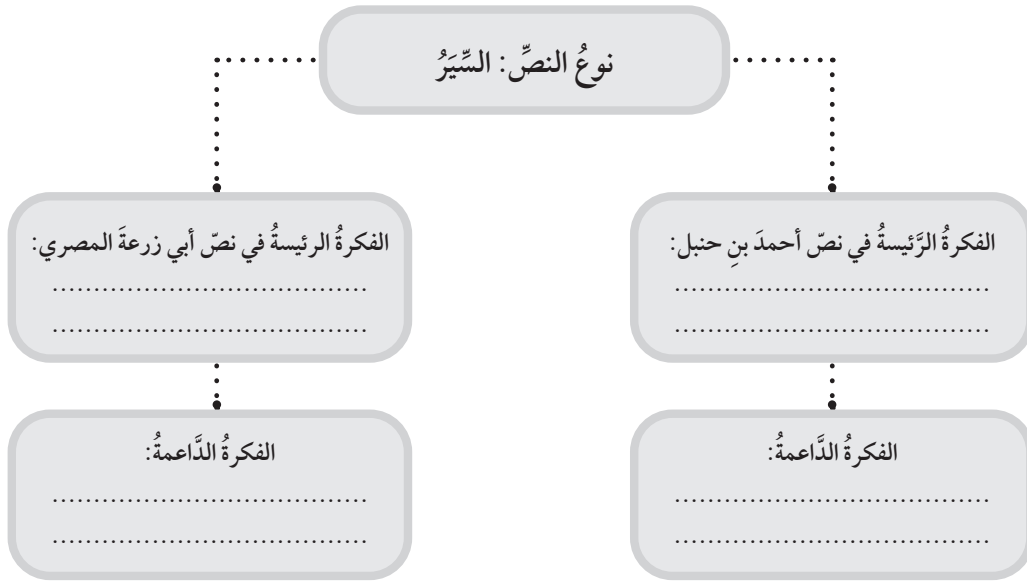 نوعُ النصِّ: السِّيَرُ
الفكرةُ الرَّئيسةُ في نصّ أحمدَ بنِ حنبل:
......................................
......................................
الفكرةُ الرئيسةُ في نصّ أبي زرعةَ المصري:
......................................
......................................
الفكرةُ الدَّاعمةُ:
......................................
......................................
الفكرةُ الدَّاعمةُ:
......................................
......................................